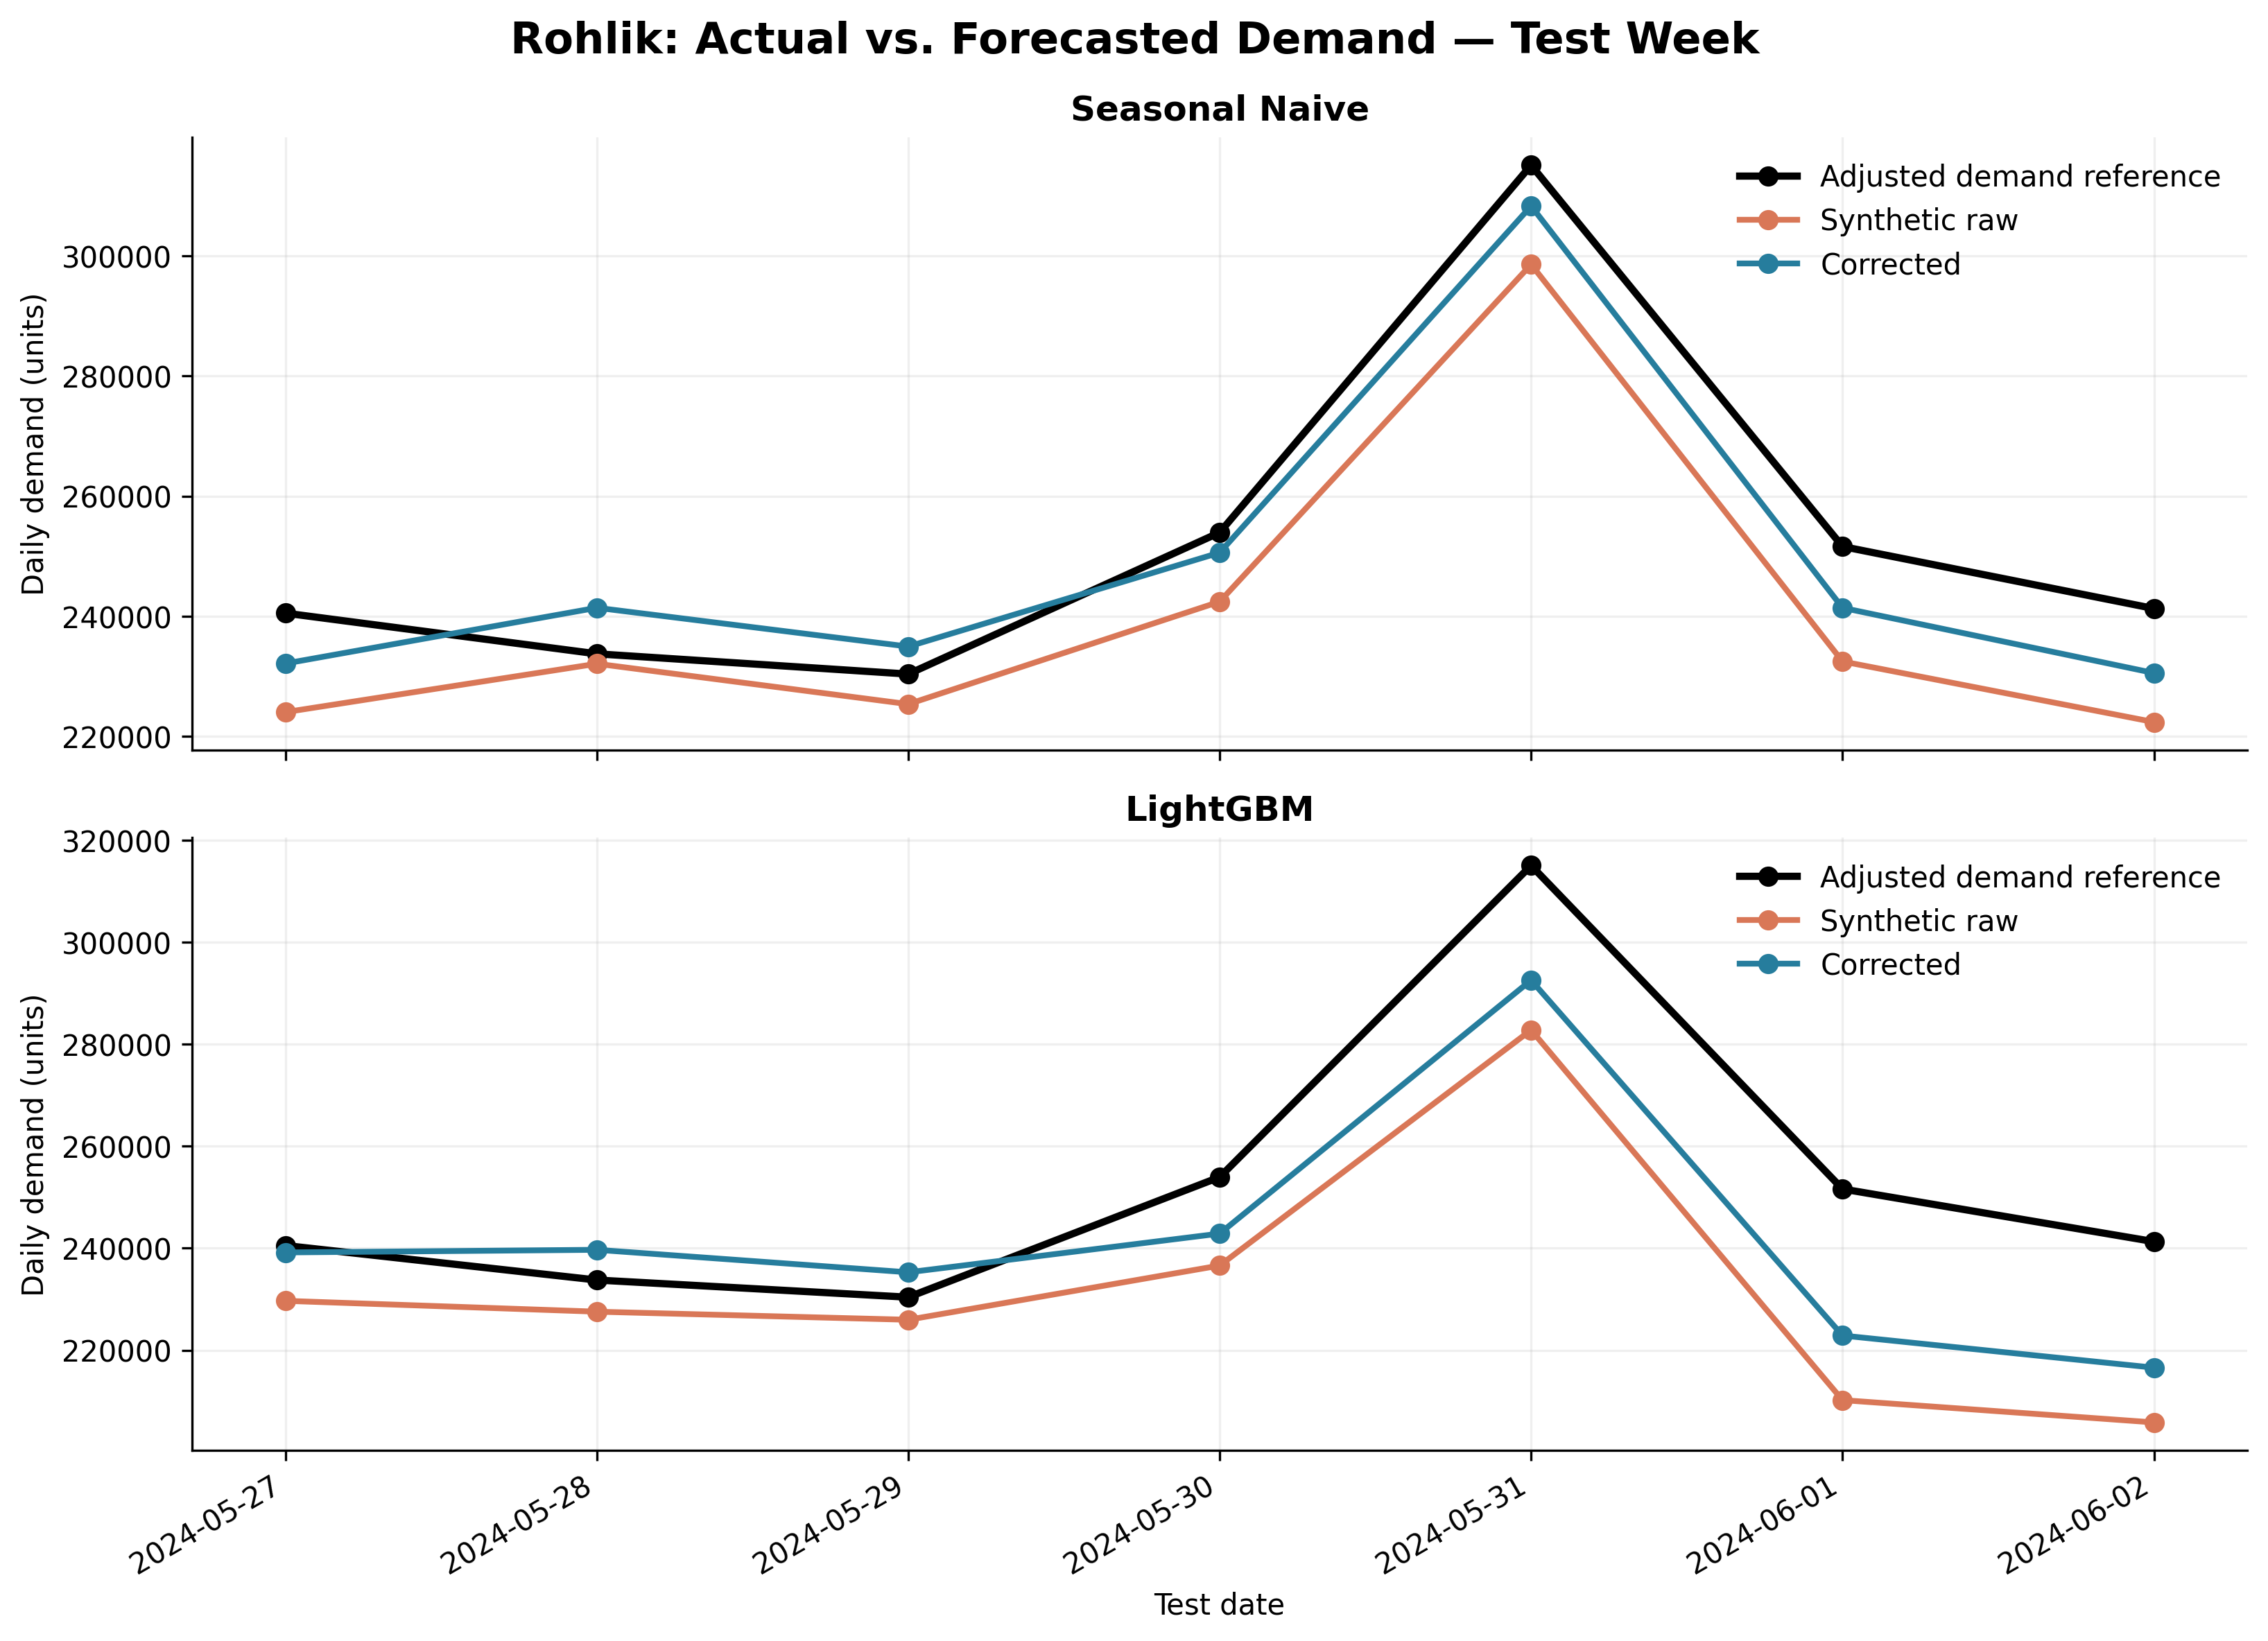 Rohlik: Actual vs. Forecasted Demand — Test Week
Seasonal Naive
Daily demand (units)
300000
280000
260000
240000
220000
Adjusted demand reference
Synthetic raw
Corrected
LightGBM
Daily demand (units)
320000
300000
280000
260000
240000
220000
Adjusted demand reference
Synthetic raw
Corrected
2024-05-27
2024-05-28
2024-05-29
2024-05-30
2024-05-31
2024-06-01
2024-06-02
Test date